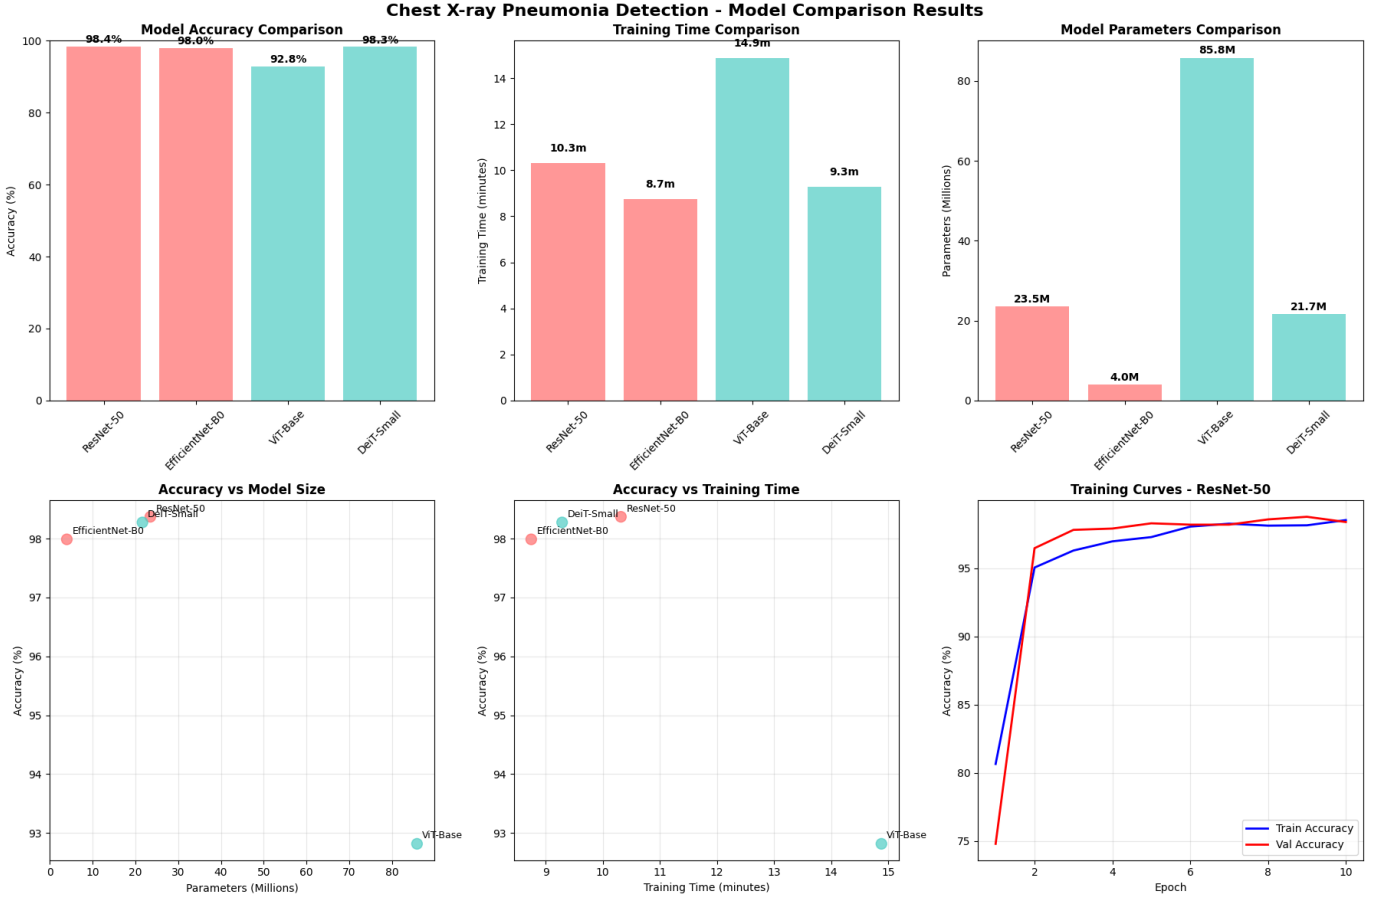 Chest X-ray Pneumonia Detection - Model Comparison Results
Model Accuracy Comparison
98.4%
98.0%
92.8%
98.3%
100
80
60
40
20
0
Accuracy (%)
ResNet-50
EfficientNet-B0
ViT-Base
DeiT-Small
Training Time Comparison
10.3m
8.7m
14.9m
9.3m
14
12
10
8
6
4
2
0
Training Time (minutes)
ResNet-50
EfficientNet-B0
ViT-Base
DeiT-Small
Model Parameters Comparison
23.5M
4.0M
85.8M
21.7M
80
60
40
20
0
Parameters (Millions)
ResNet-50
EfficientNet-B0
ViT-Base
DeiT-Small
Accuracy vs Model Size
ResNet-50
DeiT-Small
EfficientNet-B0
ViT-Base
98
97
96
95
94
93
Accuracy (%)
0 10 20 30 40 50 60 70 80
Parameters (Millions)
Accuracy vs Training Time
ResNet-50
DeiT-Small
EfficientNet-B0
ViT-Base
98
97
96
95
94
93
Accuracy (%)
9 10 11 12 13 14 15
Training Time (minutes)
Training Curves - ResNet-50
95
90
85
80
75
Accuracy (%)
Train Accuracy
Val Accuracy
2 4 6 8 10
Epoch